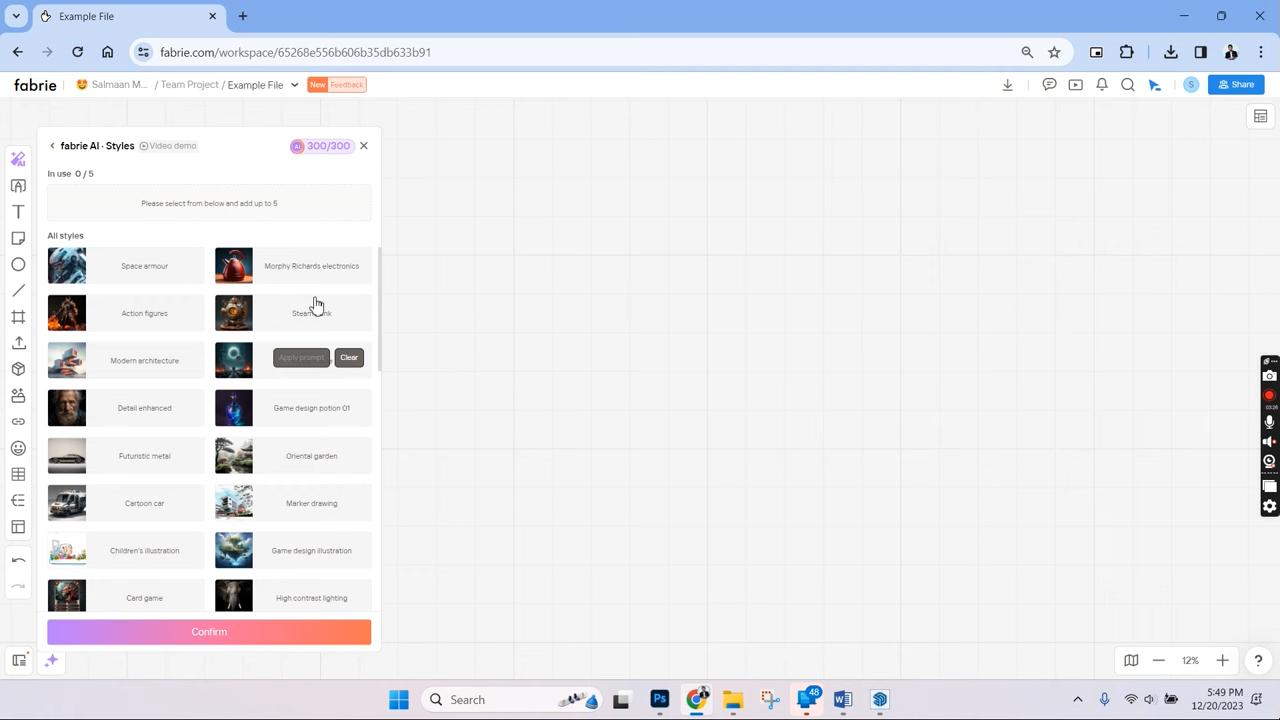 Example File
fabrie.com/workspace/65268e556b606b35db633b91
fabrie
Salmaan M... / Team Project / Example File
New Feedback
S
Share
fabrie AI · Styles
Video demo
AI 300/300
In use 0 / 5
Please select from below and add up to 5
All styles
Space armour
Morphy Richards electronics
Action figures
Modern architecture
Apply prompt
Clear
Detail enhanced
Game design potion 01
Futuristic metal
Oriental garden
Cartoon car
Marker drawing
Children's illustration
Game design illustration
Card game
High contrast lighting
Confirm
AI
T
12%
?
Search
Ps
48
W
5:49 PM
12/20/2023